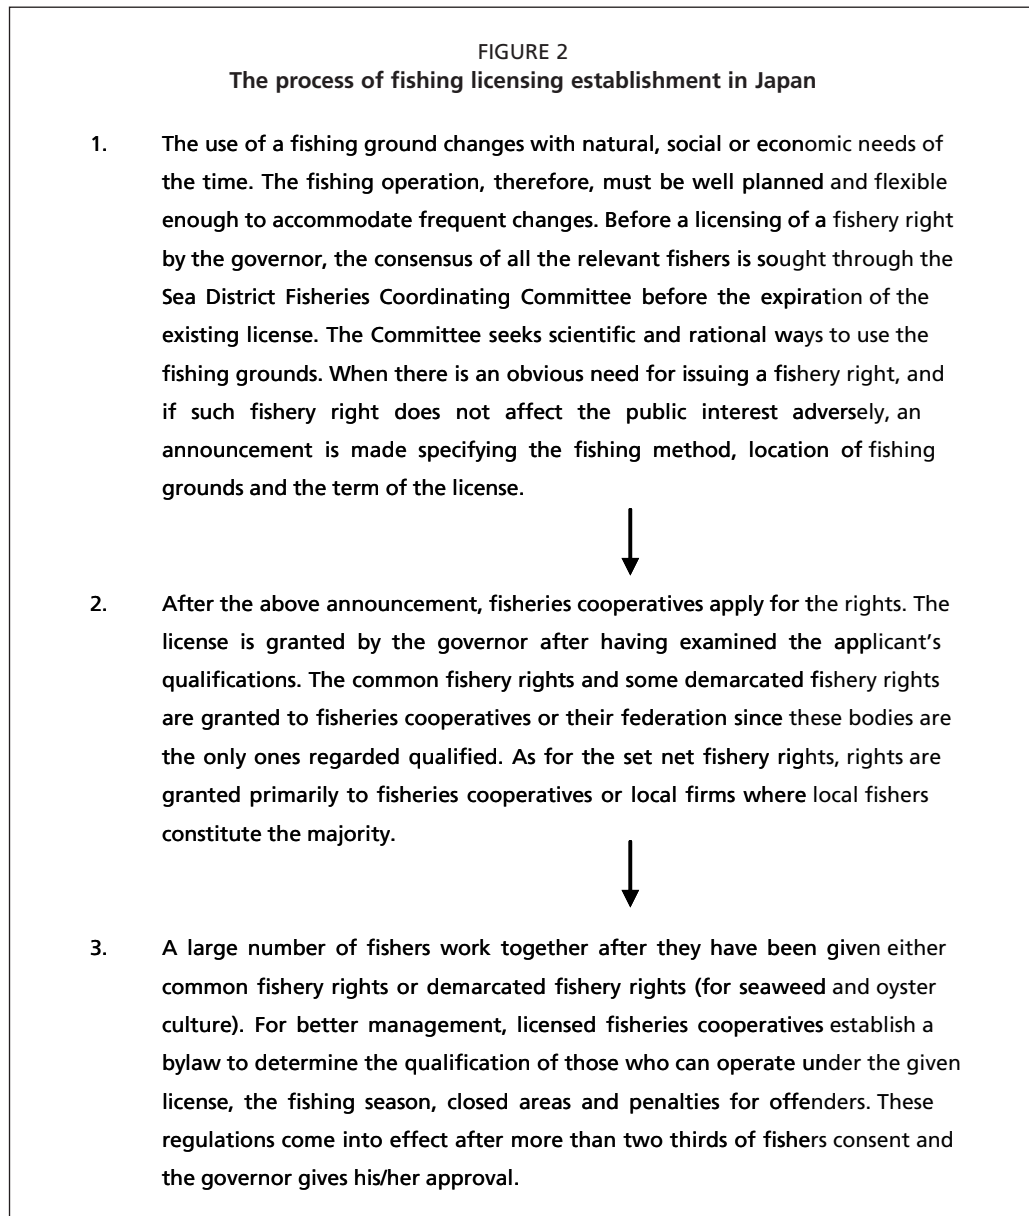 FIGURE 2
The process of fishing licensing establishment in Japan
1. The use of a fishing ground changes with natural, social or economic needs of
the time. The fishing operation, therefore, must be well planned and flexible
enough to accommodate frequent changes. Before a licensing of a fishery right
by the governor, the consensus of all the relevant fishers is sought through the
Sea District Fisheries Coordinating Committee before the expiration of the
existing license. The Committee seeks scientific and rational ways to use the
fishing grounds. When there is an obvious need for issuing a fishery right, and
if such fishery right does not affect the public interest adversely, an
announcement is made specifying the fishing method, location of fishing
grounds and the term of the license.
2. After the above announcement, fisheries cooperatives apply for the rights. The
license is granted by the governor after having examined the applicant's
qualifications. The common fishery rights and some demarcated fishery rights
are granted to fisheries cooperatives or their federation since these bodies are
the only ones regarded qualified. As for the set net fishery rights, rights are
granted primarily to fisheries cooperatives or local firms where local fishers
constitute the majority.
3. A large number of fishers work together after they have been given either
common fishery rights or demarcated fishery rights (for seaweed and oyster
culture). For better management, licensed fisheries cooperatives establish a
bylaw to determine the qualification of those who can operate under the given
license, the fishing season, closed areas and penalties for offenders. These
regulations come into effect after more than two thirds of fishers consent and
the governor gives his/her approval.